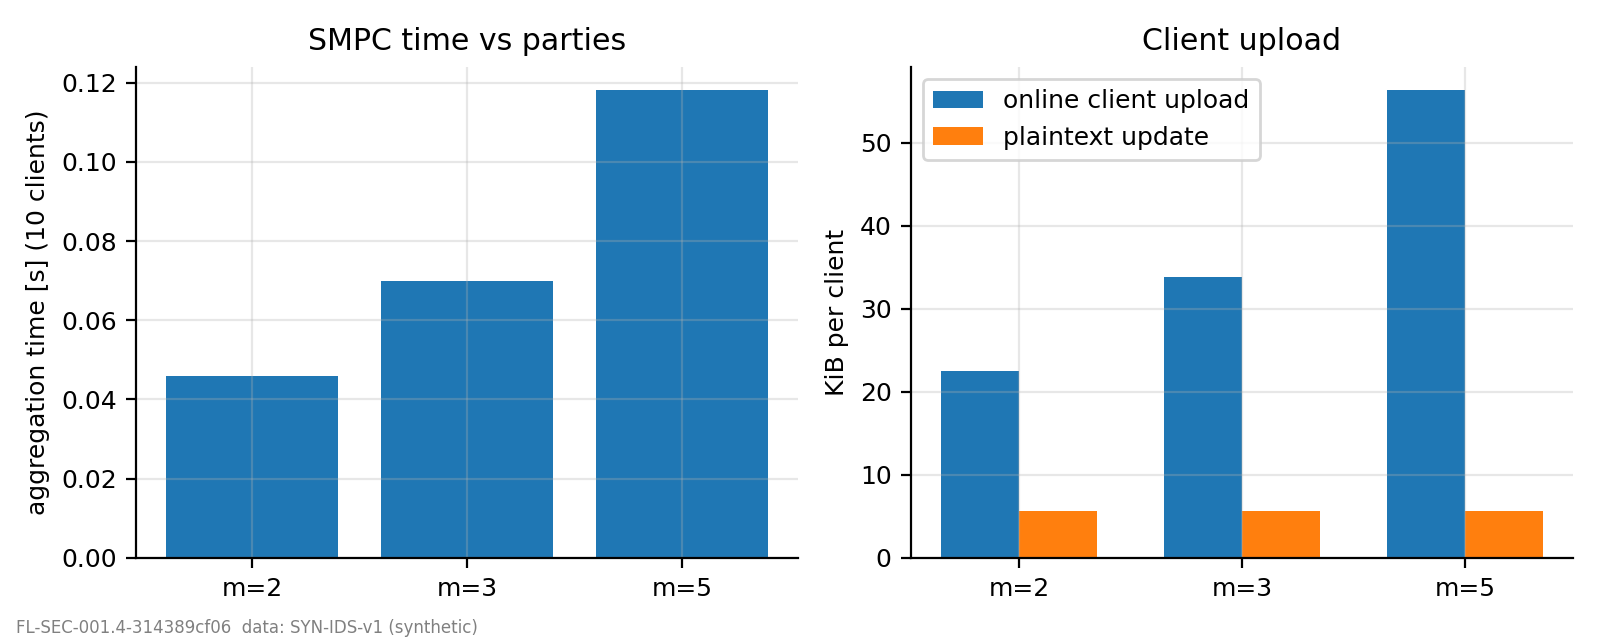 SMPC time vs parties
aggregation time [s] (10 clients)
0.12
0.10
0.08
0.06
0.04
0.02
0.00
m=2
m=3
m=5
Client upload
online client upload
plaintext update
KiB per client
50
40
30
20
10
0
m=2
m=3
m=5
FL-SEC-001.4-314389cf06  data: SYN-IDS-v1 (synthetic)